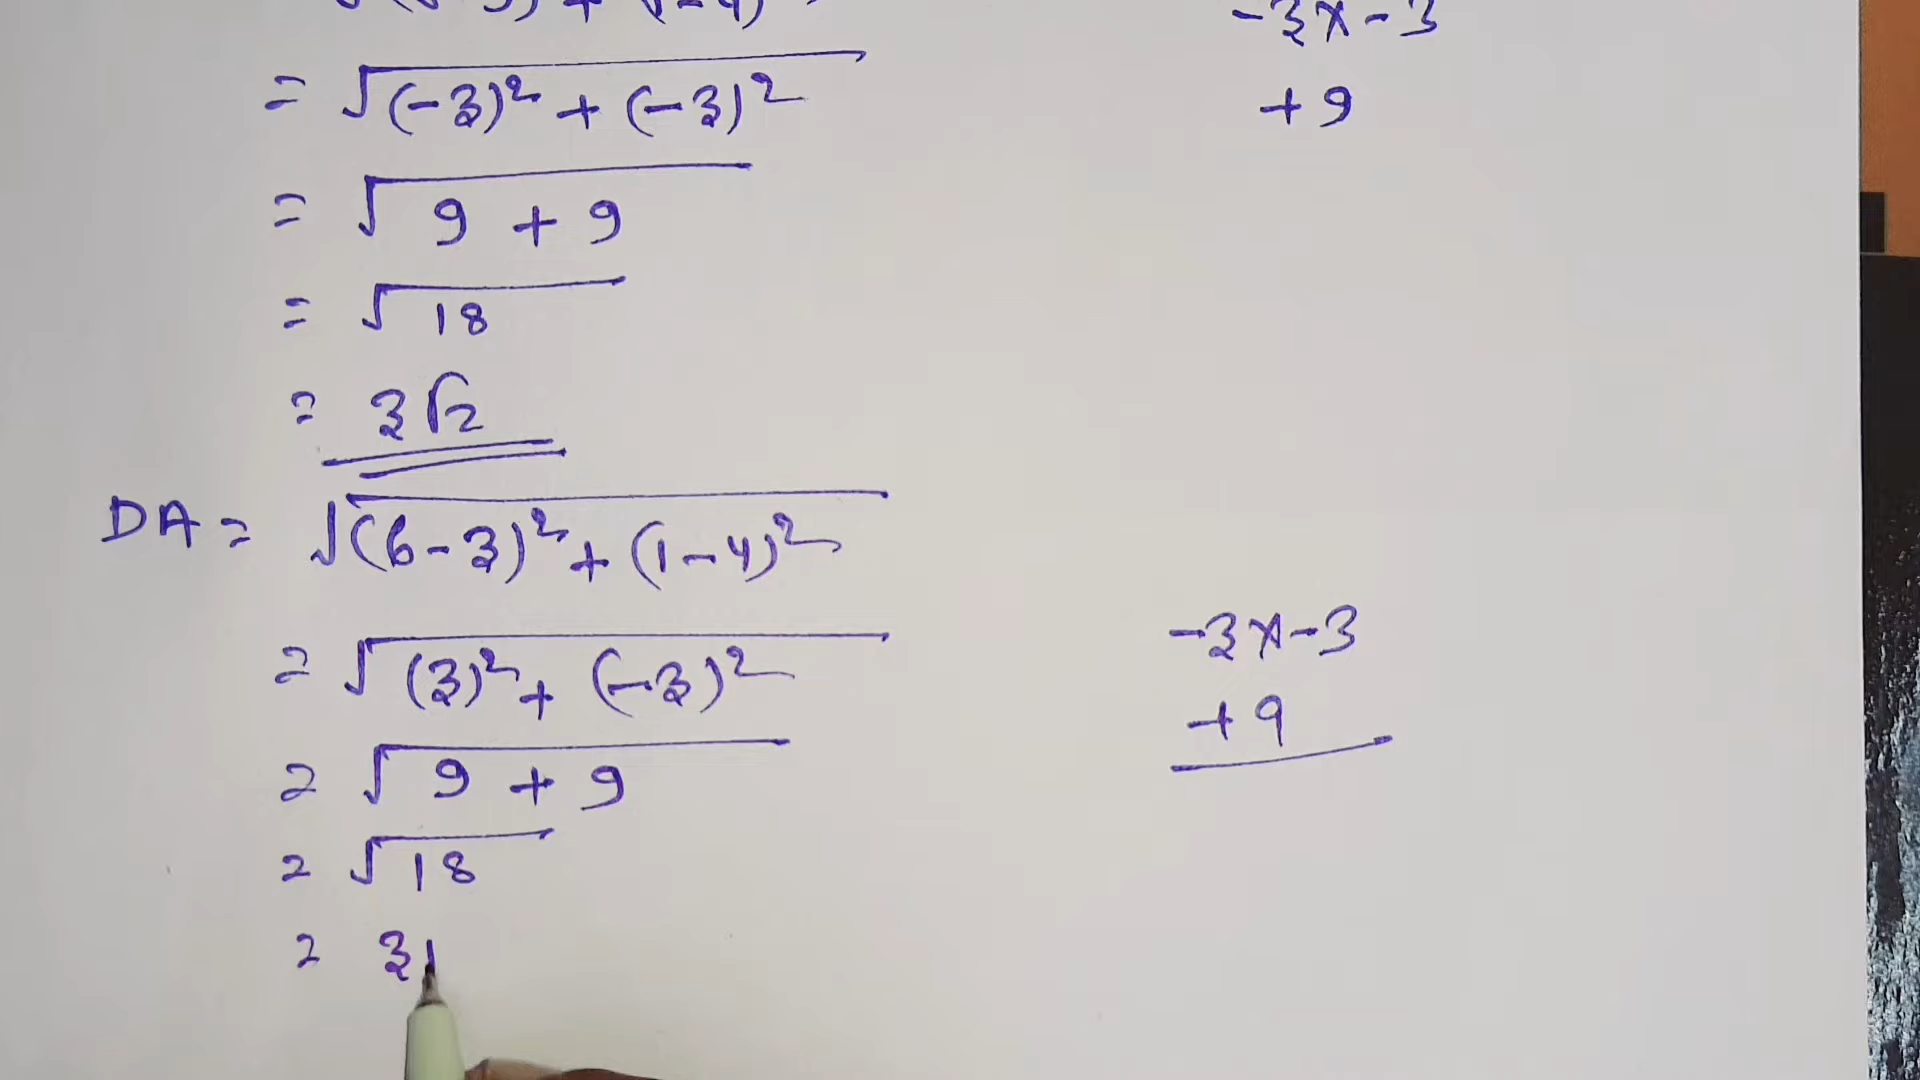 -3x-3
= √(-3)² + (-3)²
+9
= √9 + 9
= √18
= 3√2
DA = √(6-3)² + (1-4)²
= √(3)² + (-3)²
-3x-3
+9
= √9 + 9
= √18
= 3